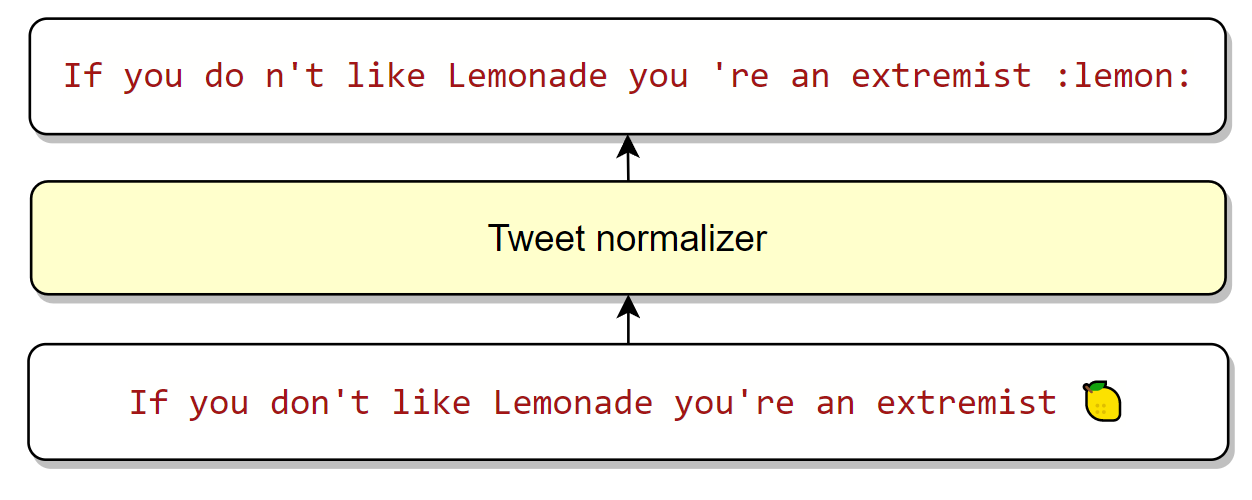 If you do n't like Lemonade you 're an extremist :lemon:
Tweet normalizer
If you don't like Lemonade you're an extremist 🍋